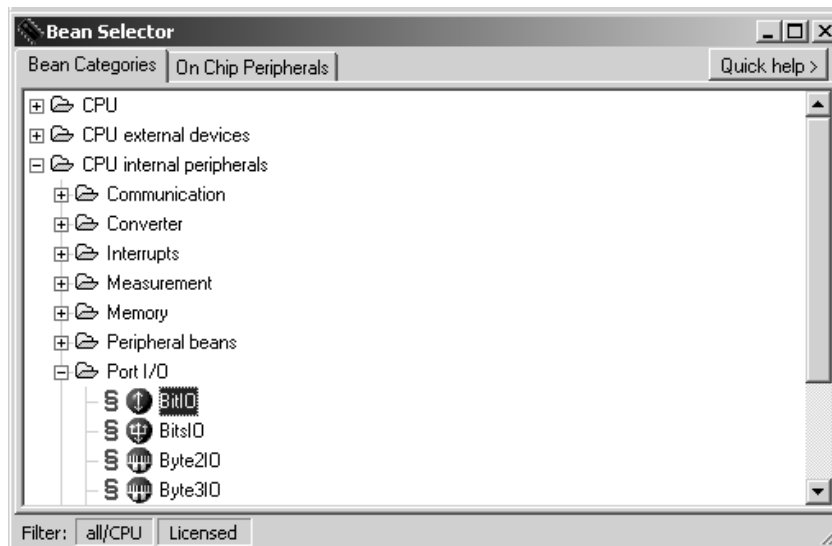 Bean Selector
Bean Categories On Chip Peripherals Quick help >
CPU
CPU external devices
CPU internal peripherals
Communication
Converter
Interrupts
Measurement
Memory
Peripheral beans
Port I/O
BitIO
BitsIO
Byte2IO
Byte3IO
Filter: all/CPU Licensed